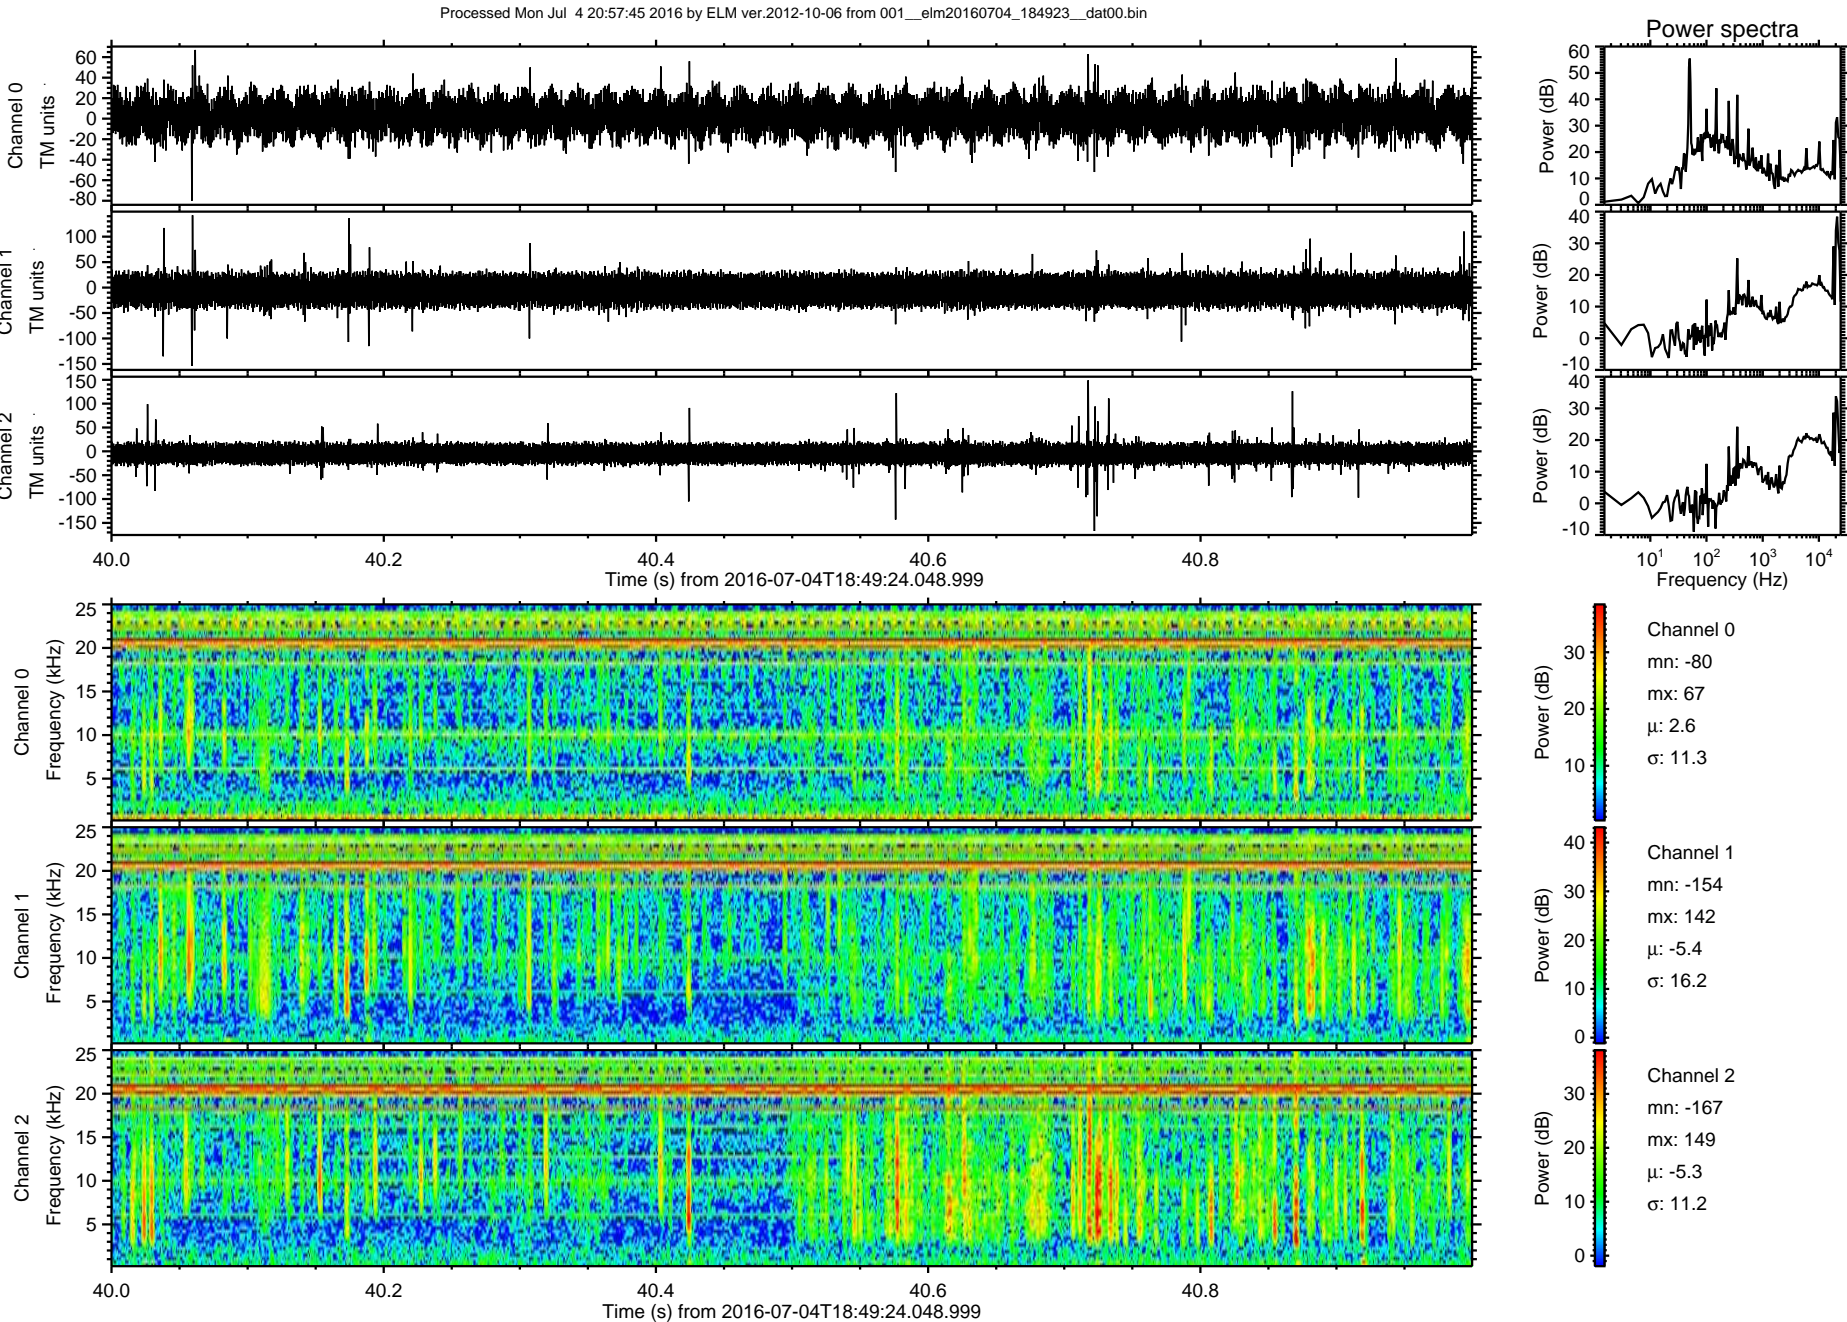 Processed Mon Jul  4 20:57:45 2016 by ELM ver.2012-10-06 from 001__elm20160704_184923__dat00.bin
Power spectra
Channel 0
TM units
60
40
20
0
-20
-40
-60
-80
Power (dB)
60
50
40
30
20
10
0
Channel 1
TM units
100
50
0
-50
-100
-150
Power (dB)
40
30
20
10
0
-10
Channel 2
TM units
150
100
50
0
-50
-100
-150
Power (dB)
40
30
20
10
0
-10
40.0 40.2 40.4 40.6 40.8
Time (s) from 2016-07-04T18:49:24.048.999
10¹ 10² 10³ 10⁴
Frequency (Hz)
Channel 0
Frequency (kHz)
25
20
15
10
5
Power (dB)
30
20
10
Channel 0
mn: -80
mx: 67
μ: 2.6
σ: 11.3
Channel 1
Frequency (kHz)
25
20
15
10
5
Power (dB)
40
30
20
10
0
Channel 1
mn: -154
mx: 142
μ: -5.4
σ: 16.2
Channel 2
Frequency (kHz)
25
20
15
10
5
Power (dB)
30
20
10
0
Channel 2
mn: -167
mx: 149
μ: -5.3
σ: 11.2
40.0 40.2 40.4 40.6 40.8
Time (s) from 2016-07-04T18:49:24.048.999